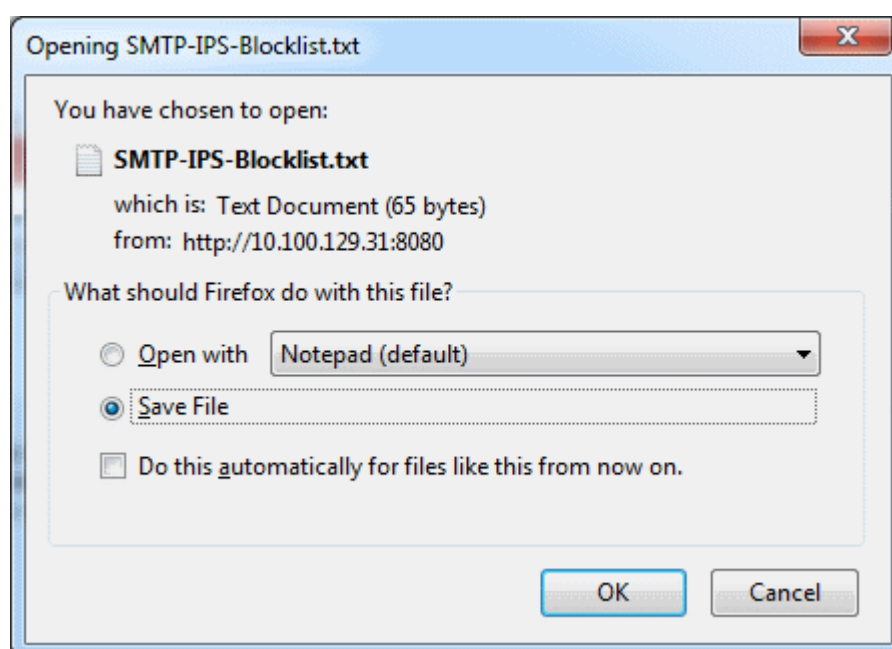 Opening SMTP-IPS-Blocklist.txt
You have chosen to open:
SMTP-IPS-Blocklist.txt
which is: Text Document (65 bytes)
from: http://10.100.129.31:8080
What should Firefox do with this file?
Open with Notepad (default)
Save File
Do this automatically for files like this from now on.
OK Cancel